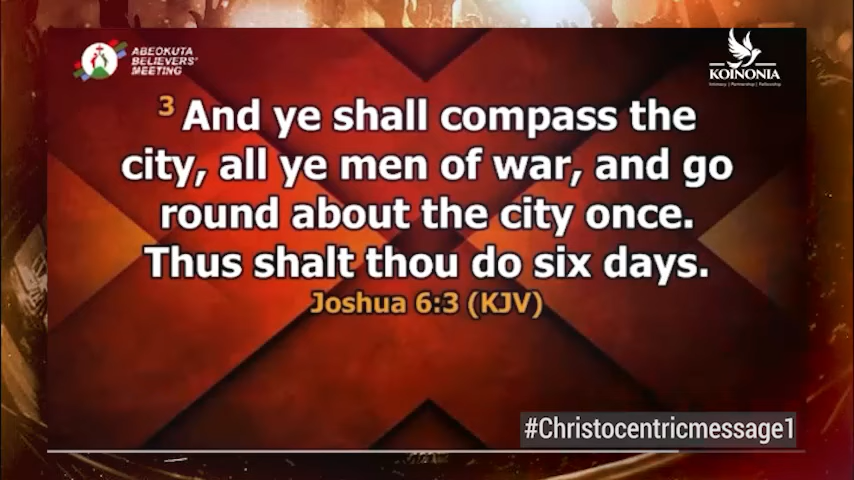 ABEOKUTA
BELIEVERS'
MEETING
KOINONIA
3 And ye shall compass the
city, all ye men of war, and go
round about the city once.
Thus shalt thou do six days.
Joshua 6:3 (KJV)
#Christocentricmessage1